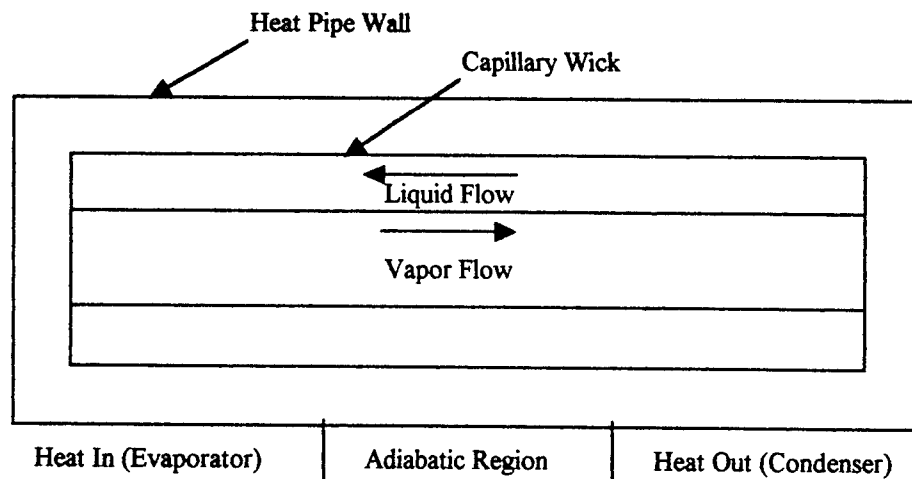 Heat Pipe Wall
Capillary Wick
Liquid Flow
Vapor Flow
Heat In (Evaporator)
Adiabatic Region
Heat Out (Condenser)